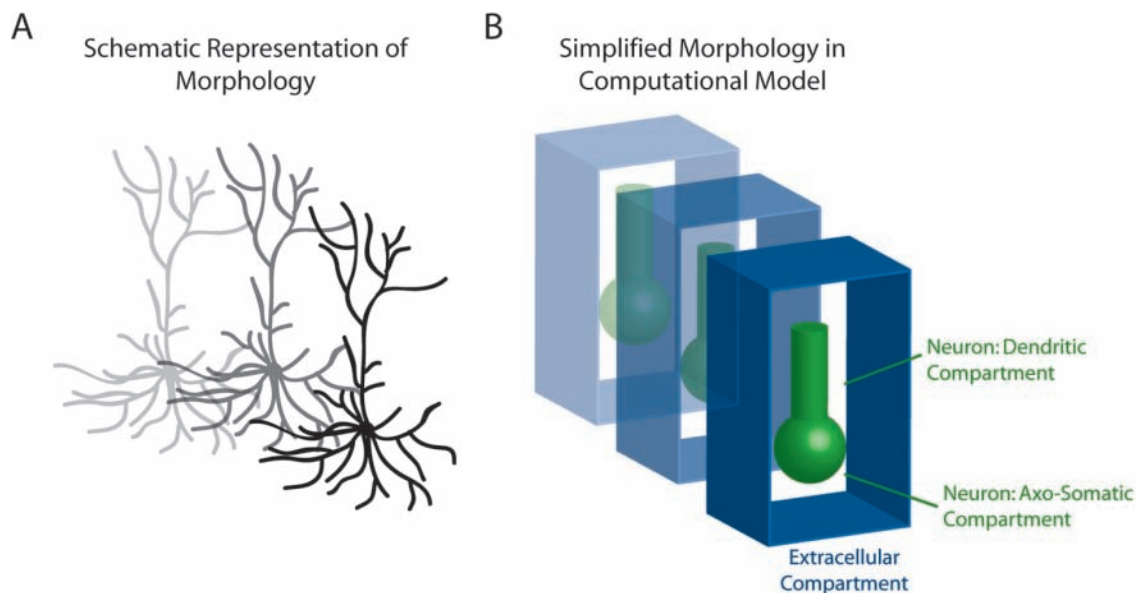 A
Schematic Representation of
Morphology
B
Simplified Morphology in
Computational Model
Neuron: Dendritic
Compartment
Neuron: Axo-Somatic
Compartment
Extracellular
Compartment